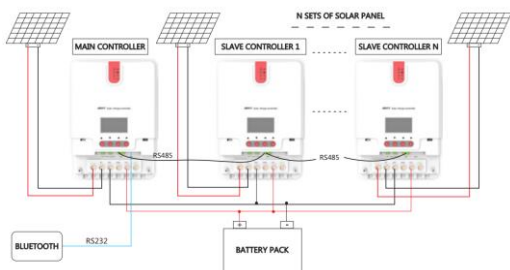 N SETS OF SOLAR PANEL
MAIN CONTROLLER
SLAVE CONTROLLER 1
SLAVE CONTROLLER N
RS485
RS485
BLUETOOTH
RS232
+
-
BATTERY PACK